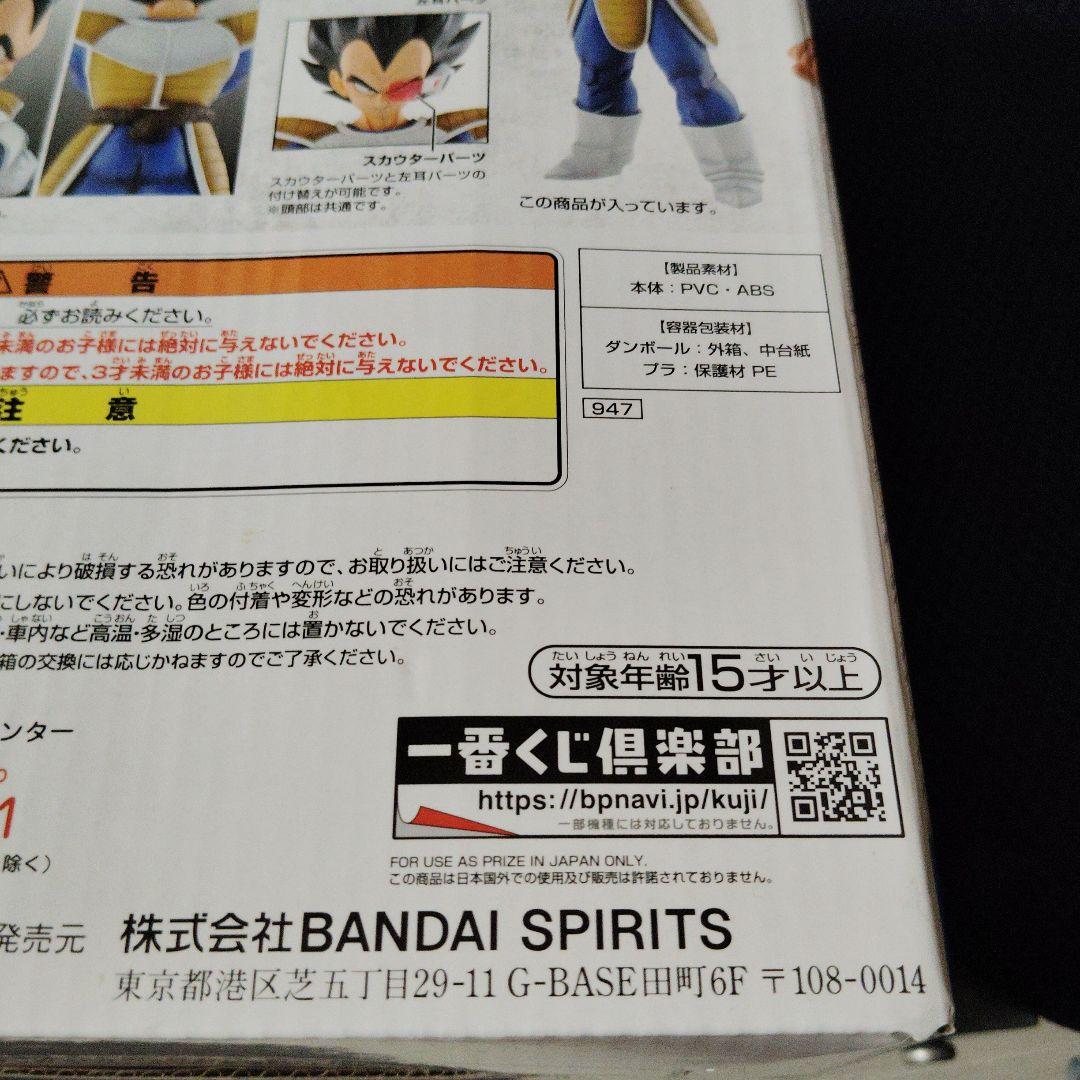 左耳パーツ
スカウターパーツ
スカウターパーツと左耳パーツの
付け替えが可能です。
※頭部は共通です。
この商品が入っています。
警告
必ずお読みください。
未満のお子様には絶対に与えないでください。
ますので、3才未満のお子様には絶対に与えないでください。
注意
ください。
【製品素材】
本体：PVC・ABS
【容器包装材】
ダンボール：外箱、中台紙
プラ：保護材 PE
947
いにより破損する恐れがありますので、お取り扱いにはご注意ください。
にしないでください。色の付着や変形などの恐れがあります。
・車内など高温・多湿のところには置かないでください。
箱の交換には応じかねますのでご了承ください。
対象年齢15才以上
ンター
1
除く）
一番くじ倶楽部
https://bpnavi.jp/kuji/
一部機種には対応しておりません。
FOR USE AS PRIZE IN JAPAN ONLY.
この商品は日本国外での使用及び販売は許諾されておりません。
発売元 株式会社BANDAI SPIRITS
東京都港区芝五丁目29-11 G-BASE田町6F 〒108-0014